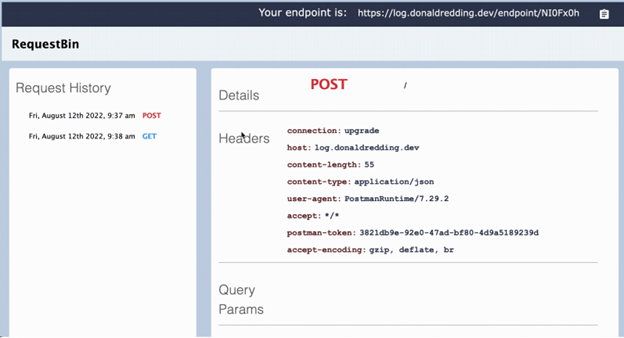 Your endpoint is: https://log.donaldredding.dev/endpoint/NI0Fx0h
RequestBin
Request History
Fri, August 12th 2022, 9:37 am POST
Fri, August 12th 2022, 9:38 am GET
Details
POST /
Headers
connection: upgrade
host: log.donaldredding.dev
content-length: 55
content-type: application/json
user-agent: PostmanRuntime/7.29.2
accept: */*
postman-token: 3821db9e-92e0-47ad-bf80-4d9a5189239d
accept-encoding: gzip, deflate, br
Query
Params